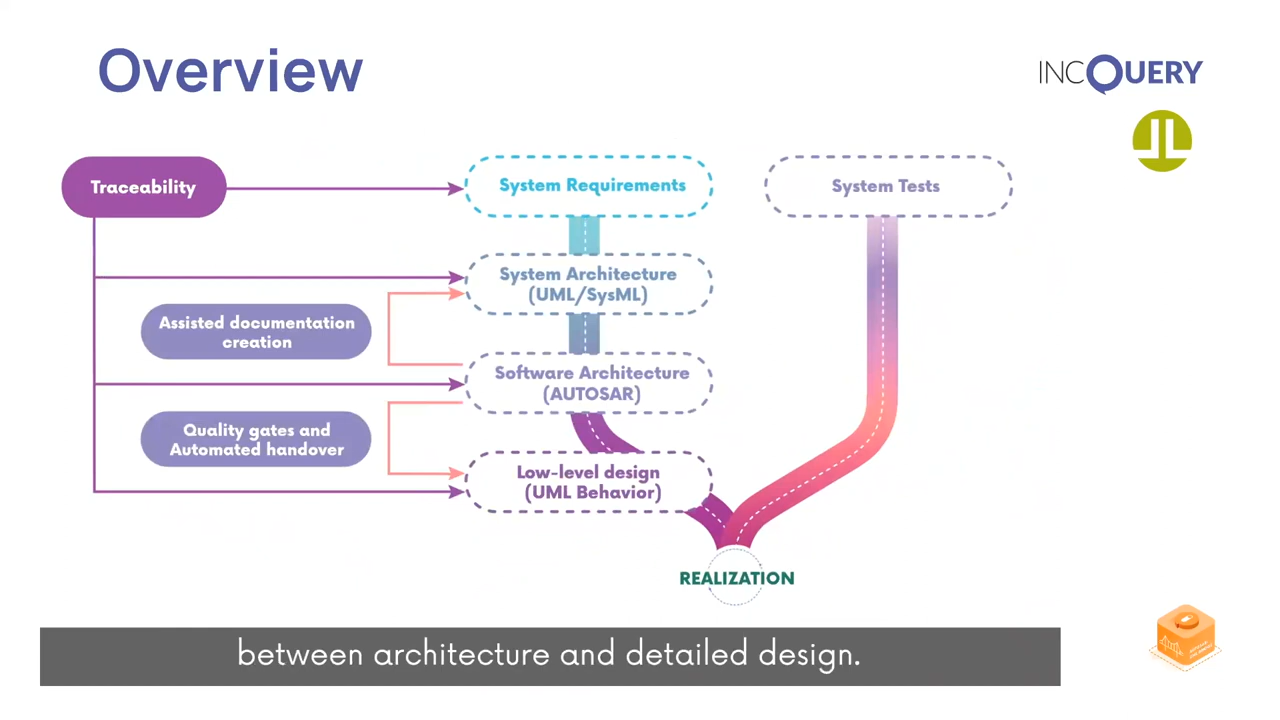 Overview
INCQUERY
JL
Traceability
System Requirements
System Tests
System Architecture
(UML/SysML)
Assisted documentation
creation
Software Architecture
(AUTOSAR)
Quality gates and
Automated handover
Low-level design
(UML Behavior)
REALIZATION
between architecture and detailed design.